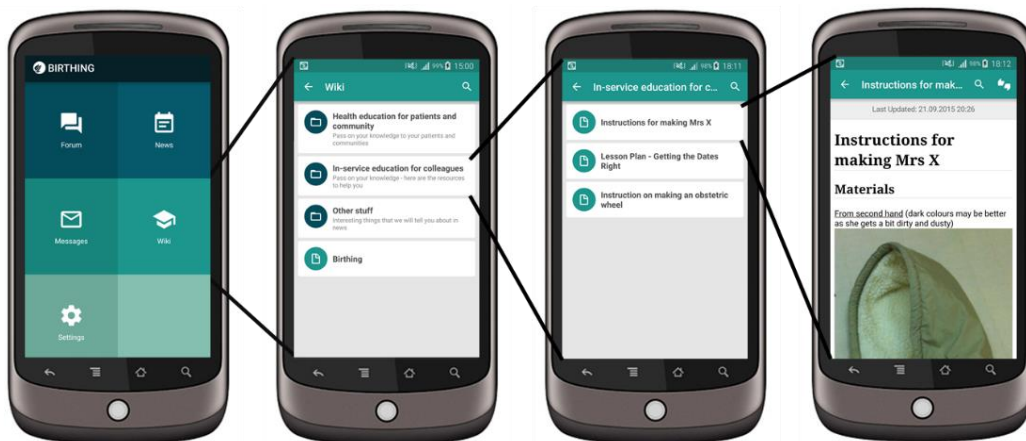 BIRTHING
Forum
News
Messages
Wiki
Settings
99% 15:00
Wiki
Health education for patients and
community
Pass on your knowledge to your patients and
communities
In-service education for colleagues
Pass on your knowledge - here are the resources
to help you
Other stuff
Interesting things that we will tell you about in
news
Birthing
98% 18:11
In-service education for c...
Instructions for making Mrs X
Lesson Plan - Getting the Dates
Right
Instruction on making an obstetric
wheel
98% 18:12
Instructions for mak...
Last Updated: 21.09.2015 20:26
Instructions for
making Mrs X
Materials
From second hand (dark colours may be better
as she gets a bit dirty and dusty)